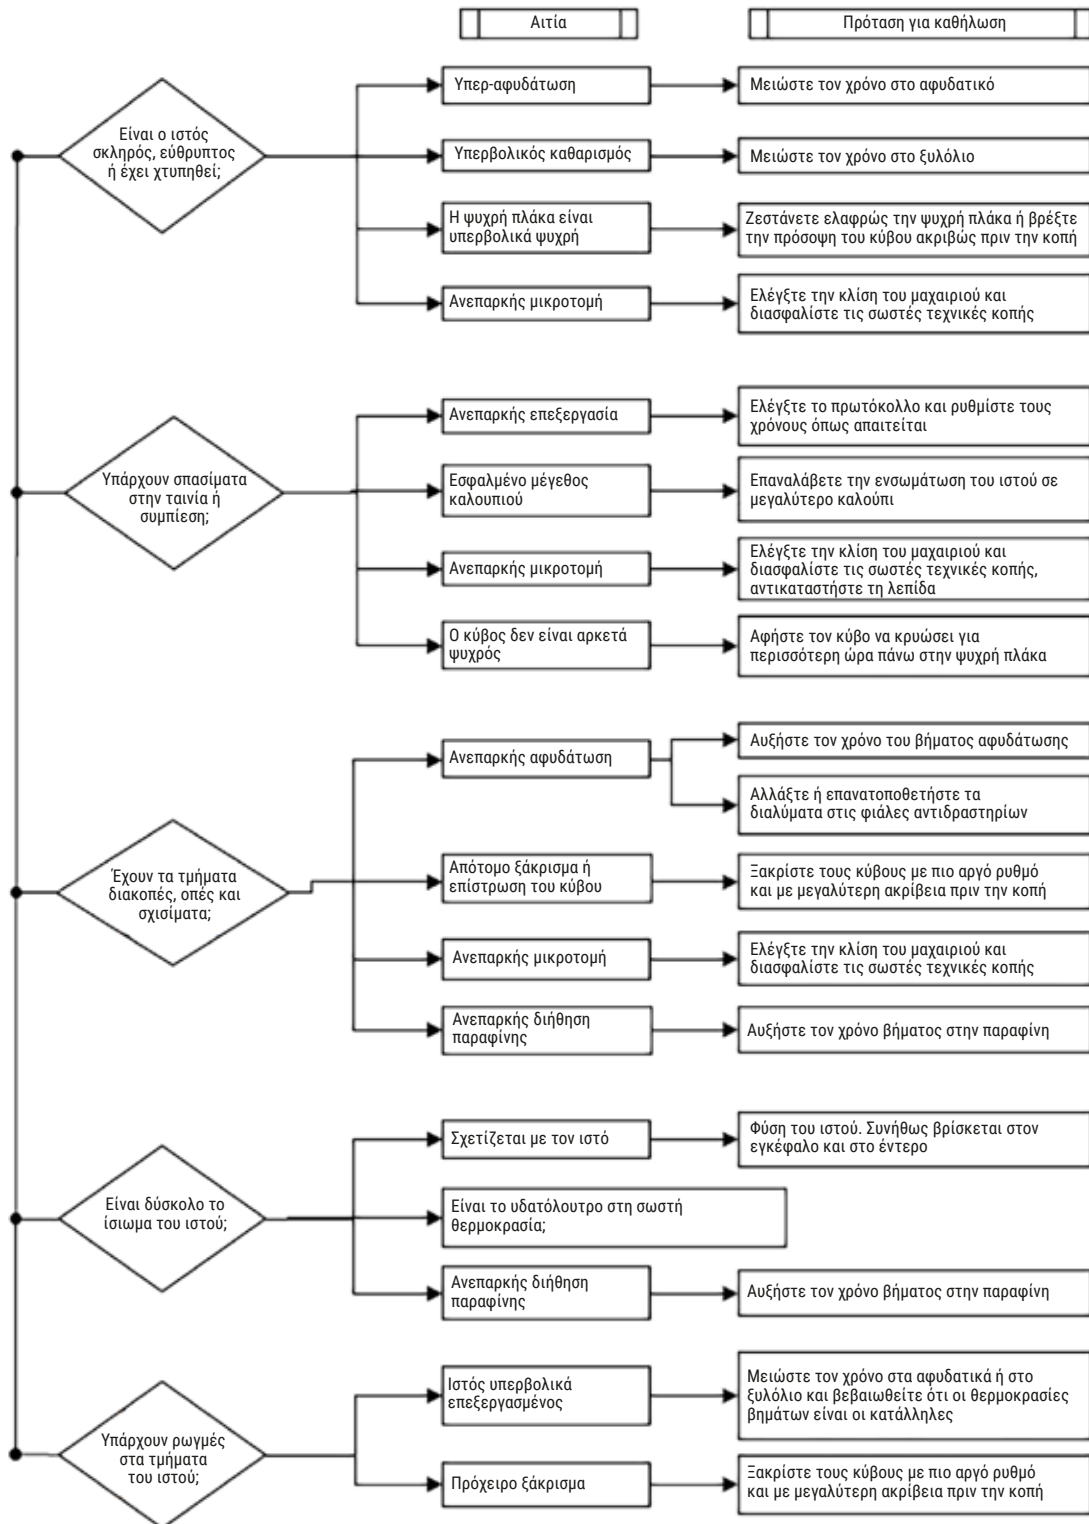 Αιτία
Πρόταση για καθήλωση
Είναι ο ιστός
σκληρός, εύθρυπτος
ή έχει χτυπηθεί;
Υπερ-αφυδάτωση
Μειώστε τον χρόνο στο αφυδατικό
Υπερβολικός καθαρισμός
Μειώστε τον χρόνο στο ξυλόλιο
Η ψυχρή πλάκα είναι
υπερβολικά ψυχρή
Ζεστάνετε ελαφρώς την ψυχρή πλάκα ή βρέξτε
την πρόσοψη του κύβου ακριβώς πριν την κοπή
Ανεπαρκής μικροτομή
Ελέγξτε την κλίση του μαχαιριού και
διασφαλίστε τις σωστές τεχνικές κοπής
Υπάρχουν σπασίματα
στην ταινία ή
συμπίεση;
Ανεπαρκής επεξεργασία
Ελέγξτε το πρωτόκολλο και ρυθμίστε τους
χρόνους όπως απαιτείται
Εσφαλμένο μέγεθος
καλουπιού
Επαναλάβετε την ενσωμάτωση του ιστού σε
μεγαλύτερο καλούπι
Ανεπαρκής μικροτομή
Ελέγξτε την κλίση του μαχαιριού και
διασφαλίστε τις σωστές τεχνικές κοπής,
αντικαταστήστε τη λεπίδα
Ο κύβος δεν είναι αρκετά
ψυχρός
Αφήστε τον κύβο να κρυώσει για
περισσότερη ώρα πάνω στην ψυχρή πλάκα
Έχουν τα τμήματα
διακοπές, οπές και
σχισίματα;
Ανεπαρκής αφυδάτωση
Αυξήστε τον χρόνο του βήματος αφυδάτωσης
Αλλάξτε ή επανατοποθετήστε τα
διαλύματα στις φιάλες αντιδραστηρίων
Απότομο ξάκρισμα ή
επίστρωση του κύβου
Ξακρίστε τους κύβους με πιο αργό ρυθμό
και με μεγαλύτερη ακρίβεια πριν την κοπή
Ανεπαρκής μικροτομή
Ελέγξτε την κλίση του μαχαιριού και
διασφαλίστε τις σωστές τεχνικές κοπής
Ανεπαρκής διήθηση
παραφίνης
Αυξήστε τον χρόνο βήματος στην παραφίνη
Είναι δύσκολο το
ίσιωμα του ιστού;
Σχετίζεται με τον ιστό
Φύση του ιστού. Συνήθως βρίσκεται στον
εγκέφαλο και στο έντερο
Είναι το υδατόλουτρο στη σωστή
θερμοκρασία;
Ανεπαρκής διήθηση
παραφίνης
Αυξήστε τον χρόνο βήματος στην παραφίνη
Υπάρχουν ρωγμές
στα τμήματα
του ιστού;
Ιστός υπερβολικά
επεξεργασμένος
Μειώστε τον χρόνο στα αφυδατικά ή στο
ξυλόλιο και βεβαιωθείτε ότι οι θερμοκρασίες
βημάτων είναι οι κατάλληλες
Πρόχειρο ξάκρισμα
Ξακρίστε τους κύβους με πιο αργό ρυθμό
και με μεγαλύτερη ακρίβεια πριν την κοπή